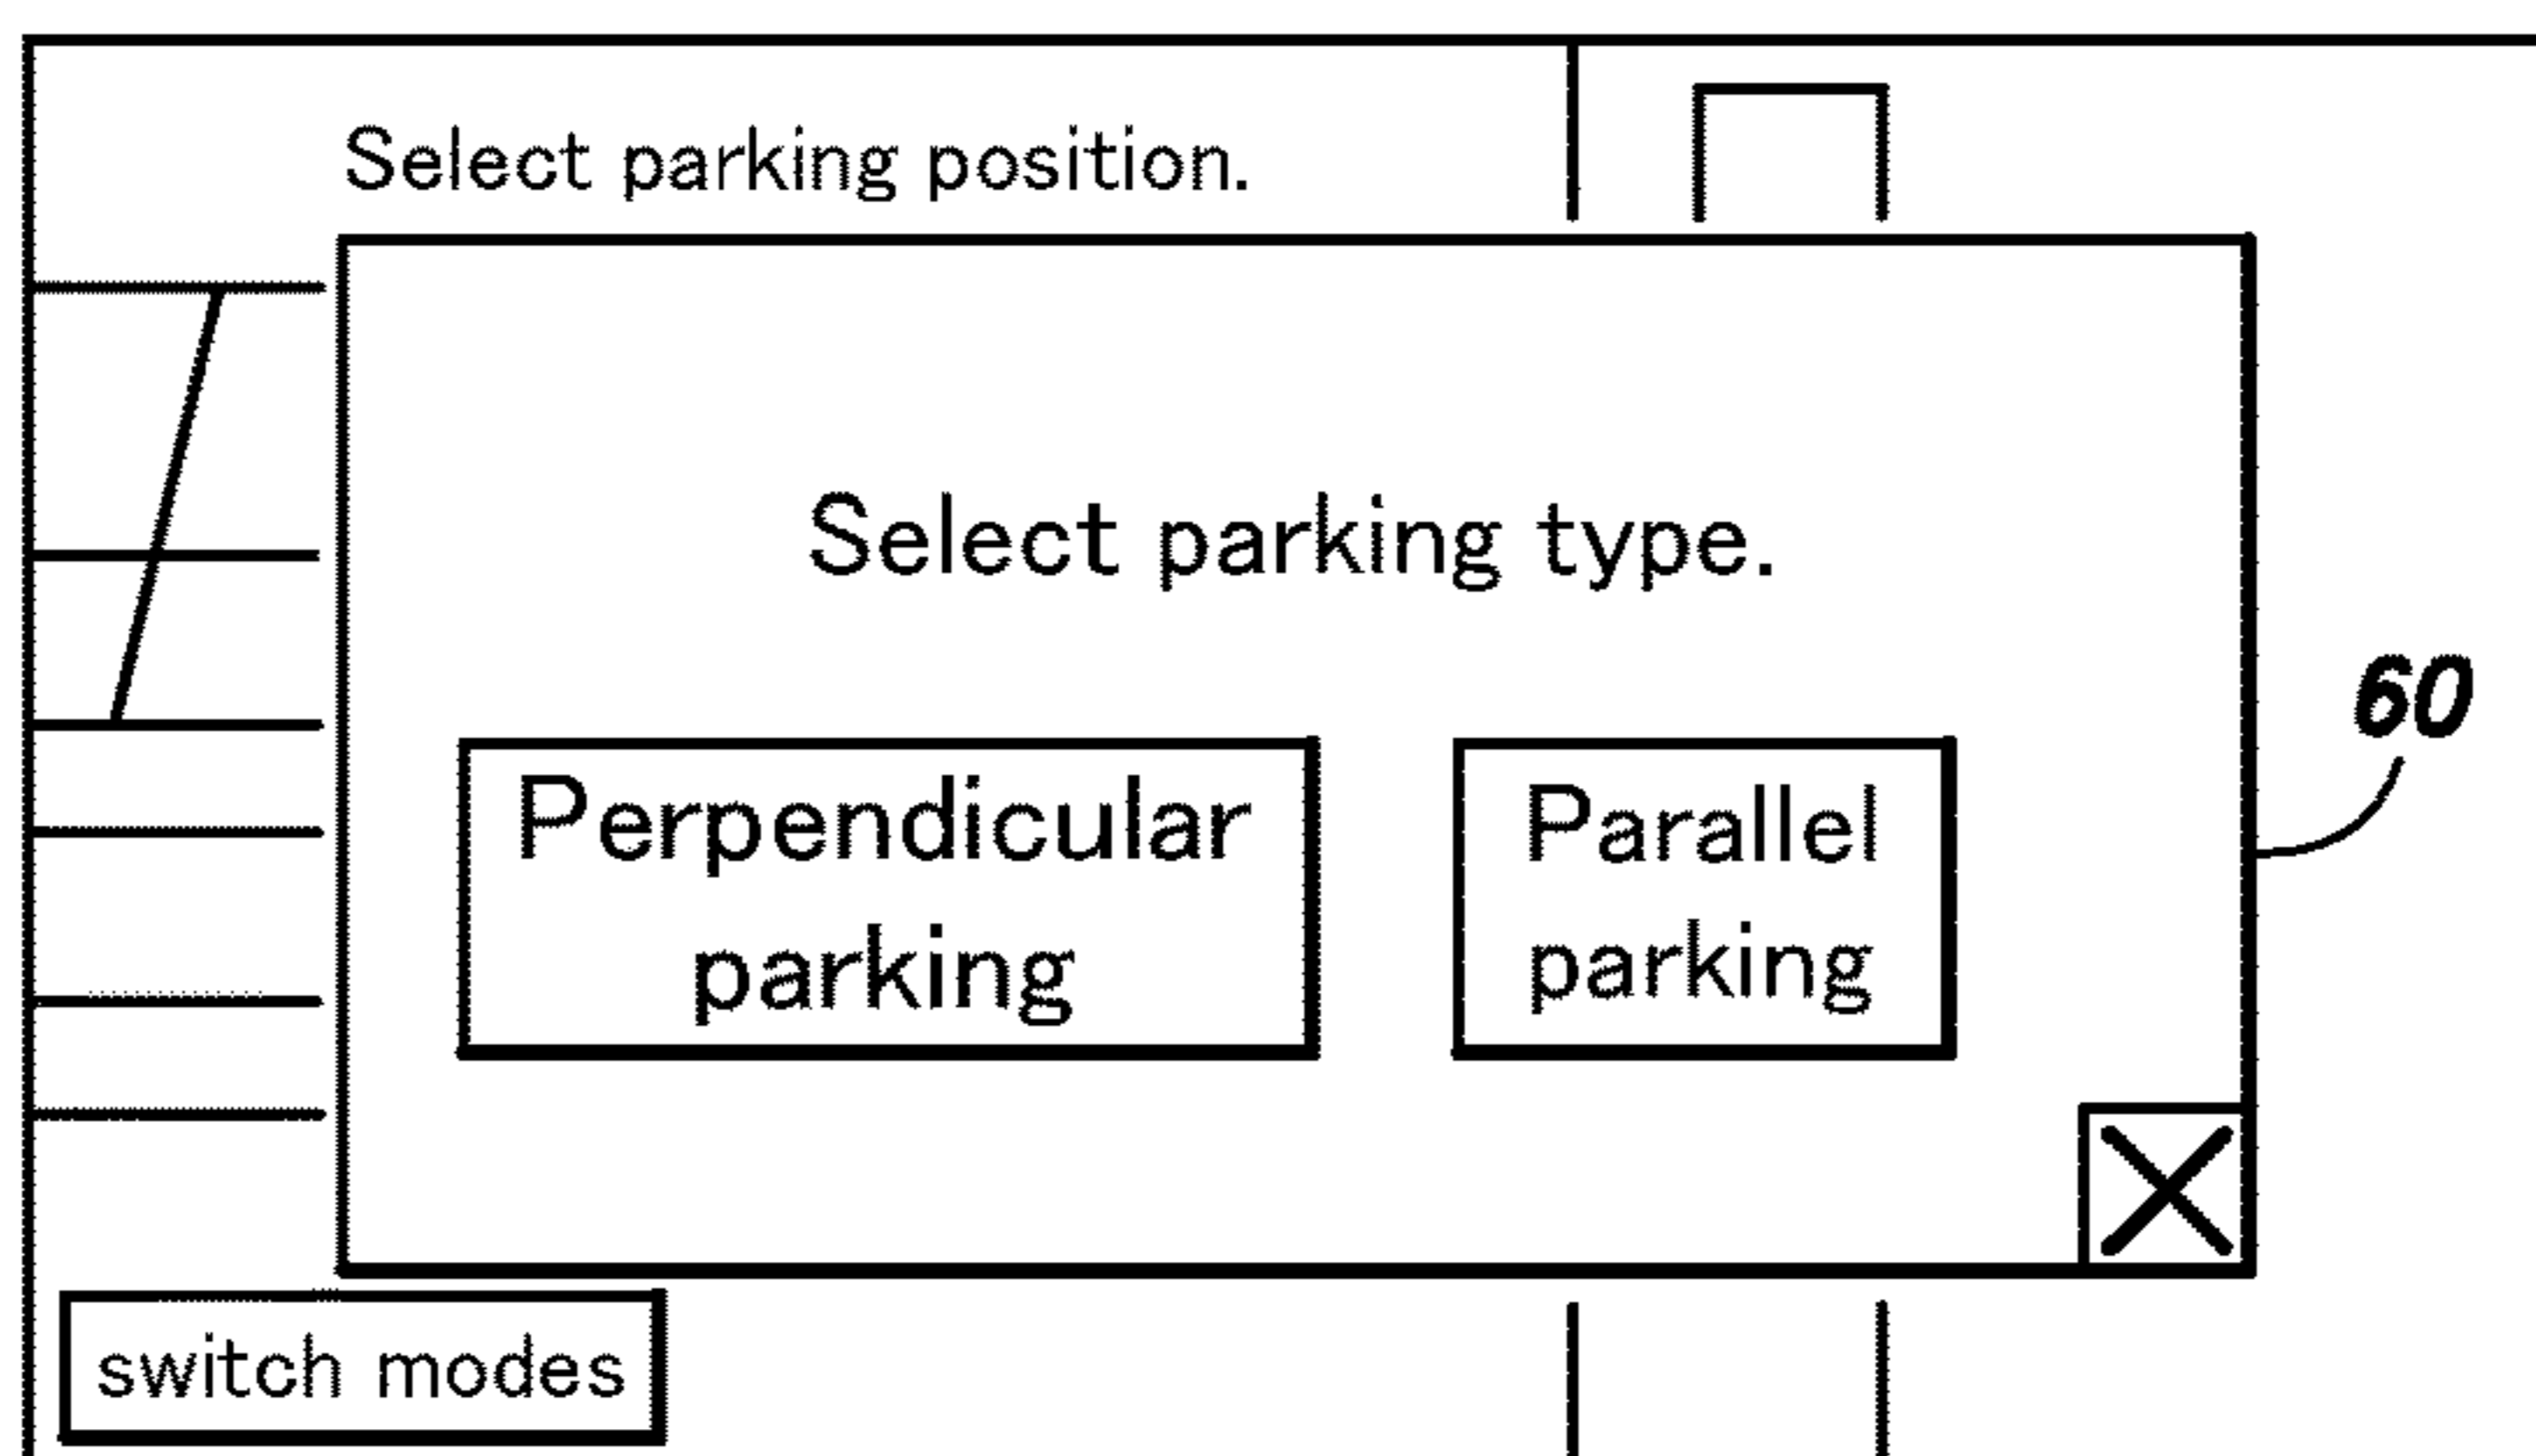 Select parking position.
Select parking type.
Perpendicular
parking
Parallel
parking
60
switch modes